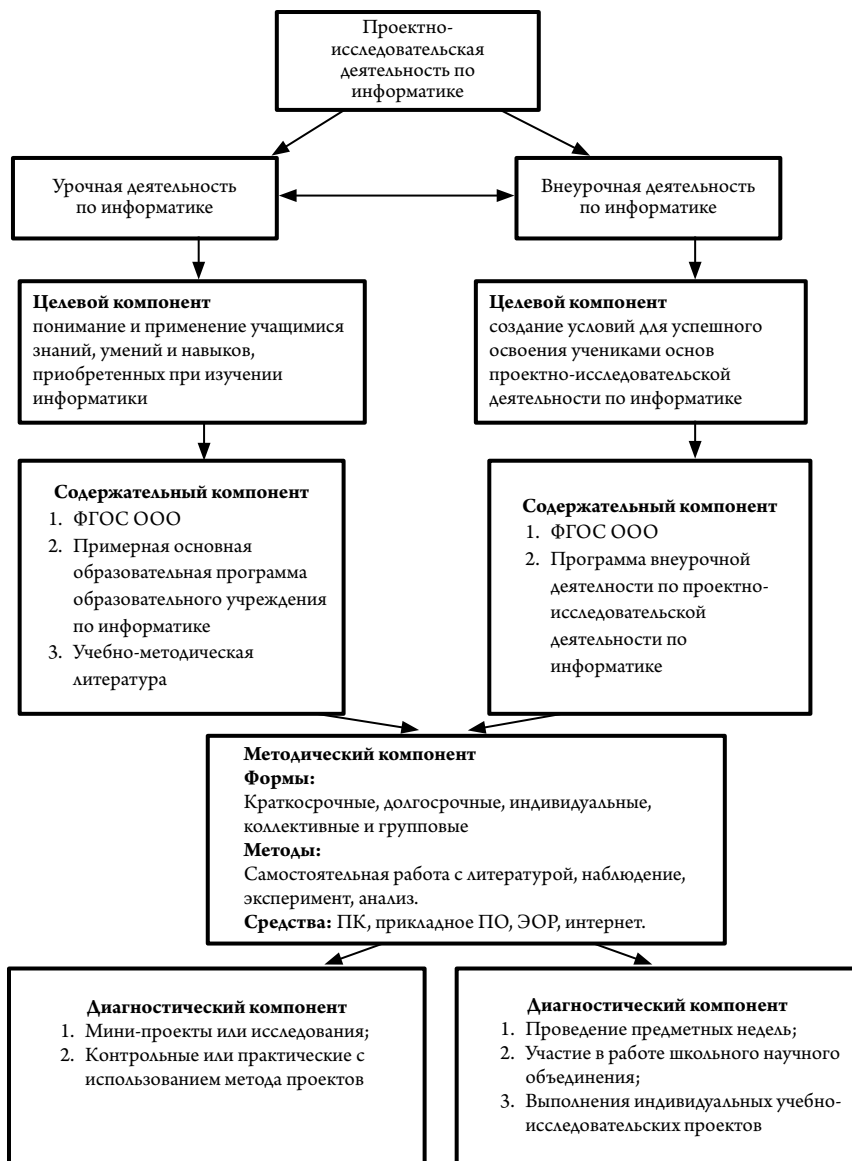 Проектно-
исследовательская
деятельность по
информатике
Урочная деятельность
по информатике
Внеурочная деятельность
по информатике
Целевой компонент
понимание и применение учащимися
знаний, умений и навыков,
приобретенных при изучении
информатики
Целевой компонент
создание условий для успешного
освоения учениками основ
проектно-исследовательской
деятельности по информатике
Содержательный компонент
1. ФГОС ООО
2. Примерная основная
образовательная программа
образовательного учреждения
по информатике
3. Учебно-методическая
литература
Содержательный компонент
1. ФГОС ООО
2. Программа внеурочной
деятелности по проектно-
исследовательской
деятельности по
информатике
Методический компонент
Формы:
Краткосрочные, долгосрочные, индивидуальные,
коллективные и групповые
Методы:
Самостоятельная работа с литературой, наблюдение,
эксперимент, анализ.
Средства: ПК, прикладное ПО, ЭОР, интернет.
Диагностический компонент
1. Мини-проекты или исследования;
2. Контрольные или практические с
использованием метода проектов
Диагностический компонент
1. Проведение предметных недель;
2. Участие в работе школьного научного
объединения;
3. Выполнения индивидуальных учебно-
исследовательских проектов